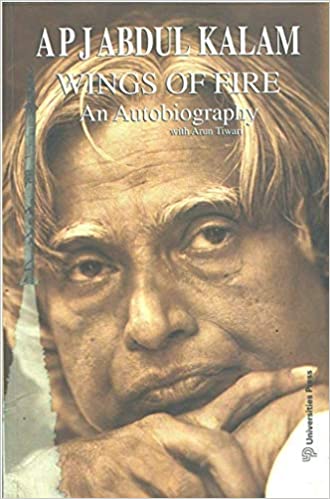 A P J ABDUL KALAM
WINGS OF FIRE
An Autobiography
with Arun Tiwari
Universities Press